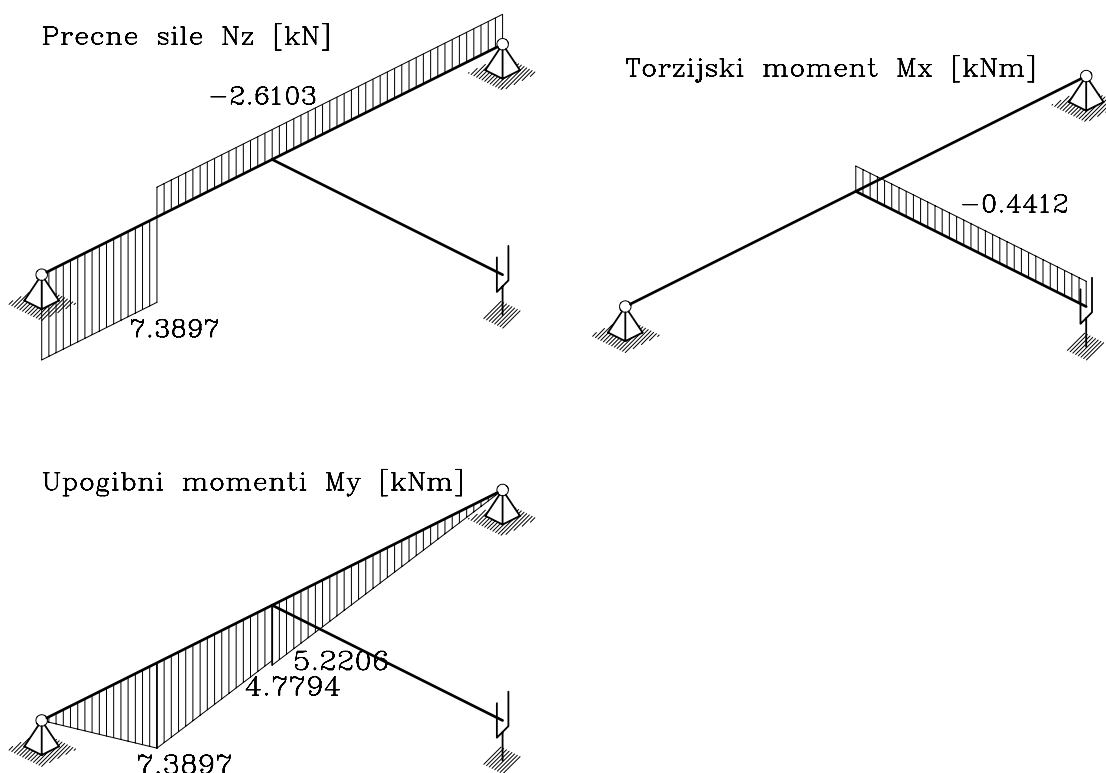 Precne sile Nz [kN]
−2.6103
7.3897
Torzijski moment Mx [kNm]
−0.4412
Upogibni momenti My [kNm]
5.2206
4.7794
7.3897